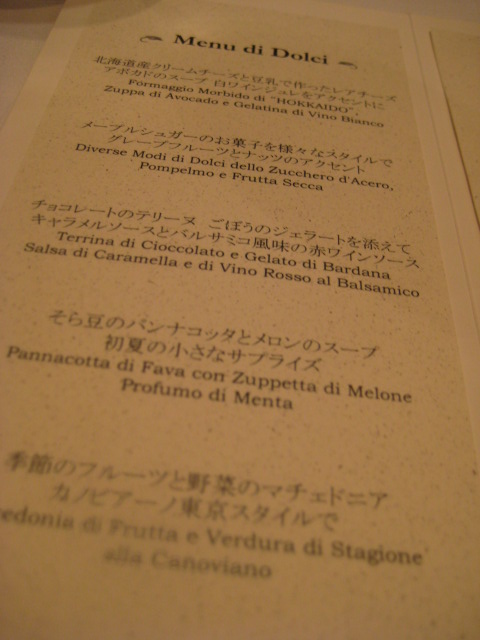 Menu di Dolci
北海道産クリームチーズと豆乳で作ったレアチーズ
アボカドのスープ 白ワインジュレをアクセントに
Formaggio Morbido di "HOKKAIDO",
Zuppa di Avocado e Gelatina di Vino Bianco
メープルシュガーのお菓子を様々なスタイルで
グレープフルーツとナッツのアクセント
Diverse Modi di Dolci dello Zucchero d'Acero,
Pompelmo e Frutta Secca
チョコレートのテリーヌ ごぼうのジェラートを添えて
キャラメルソースとバルサミコ風味の赤ワインソース
Terrina di Cioccolato e Gelato di Bardana
Salsa di Caramella e di Vino Rosso al Balsamico
そら豆のパンナコッタとメロンのスープ
初夏の小さなサプライズ
Pannacotta di Fava con Zuppetta di Melone
Profumo di Menta
季節のフルーツと野菜のマチェドニア
カノビアーノ東京スタイルで
edonia di Frutta e Verdura di Stagione
alla Canoviano